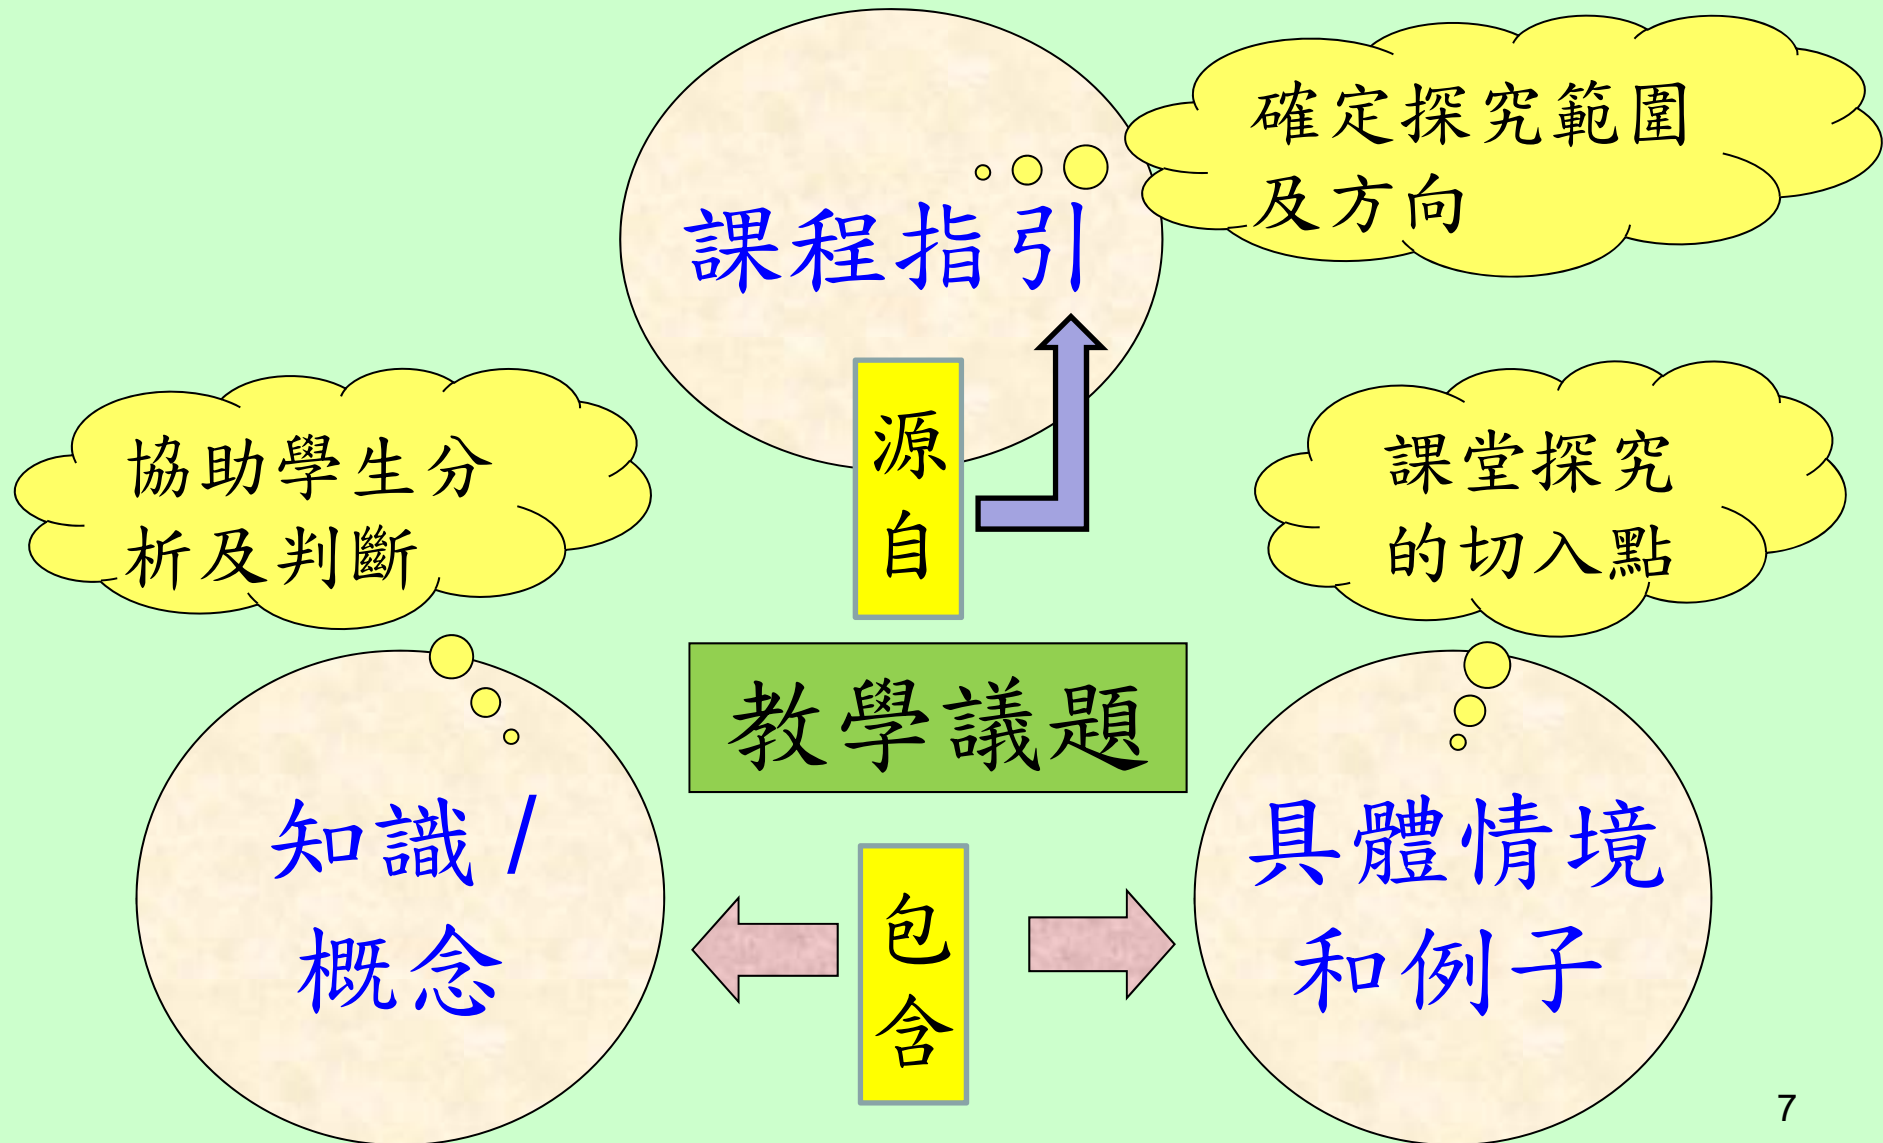 確定探究範圍
及方向
課程指引
源
自
協助學生分
析及判斷
課堂探究
的切入點
教學議題
知識 /
概念
包
含
具體情境
和例子
7